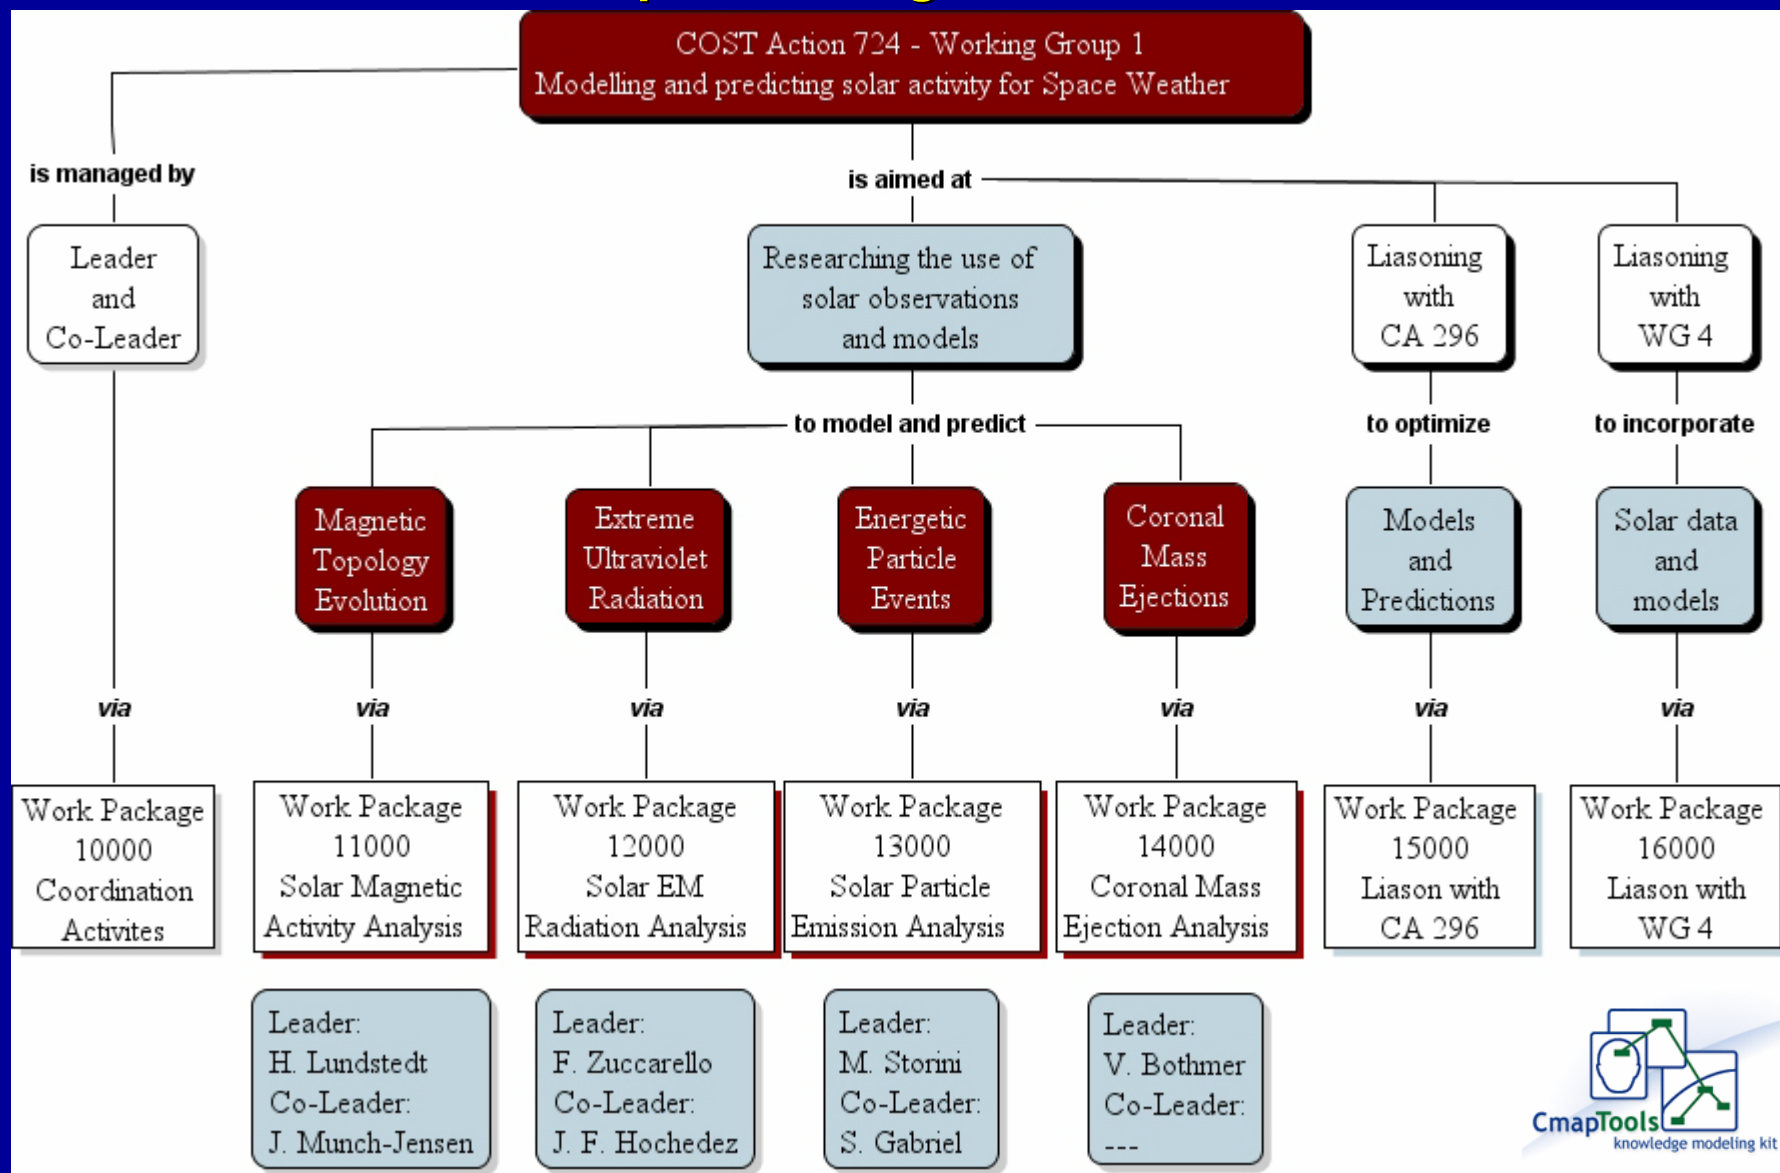 COST Action 724 - Working Group 1
Modelling and predicting solar activity for Space Weather
is managed by
is aimed at
Leader
and
Co-Leader
Researching the use of
solar observations
and models
Liasoning
with
CA 296
Liasoning
with
WG 4
to model and predict
to optimize
to incorporate
Magnetic
Topology
Evolution
Extreme
Ultraviolet
Radiation
Energetic
Particle
Events
Coronal
Mass
Ejections
Models
and
Predictions
Solar data
and
models
via
via
via
via
via
via
via
Work Package
10000
Coordination
Activites
Work Package
11000
Solar Magnetic
Activity Analysis
Work Package
12000
Solar EM
Radiation Analysis
Work Package
13000
Solar Particle
Emission Analysis
Work Package
14000
Coronal Mass
Ejection Analysis
Work Package
15000
Liason with
CA 296
Work Package
16000
Liason with
WG 4
Leader:
H. Lundstedt
Co-Leader:
J. Munch-Jensen
Leader:
F. Zuccarello
Co-Leader:
J. F. Hochedez
Leader:
M. Storini
Co-Leader:
S. Gabriel
Leader:
V. Bothmer
Co-Leader:
---
CmapTools
knowledge modeling kit